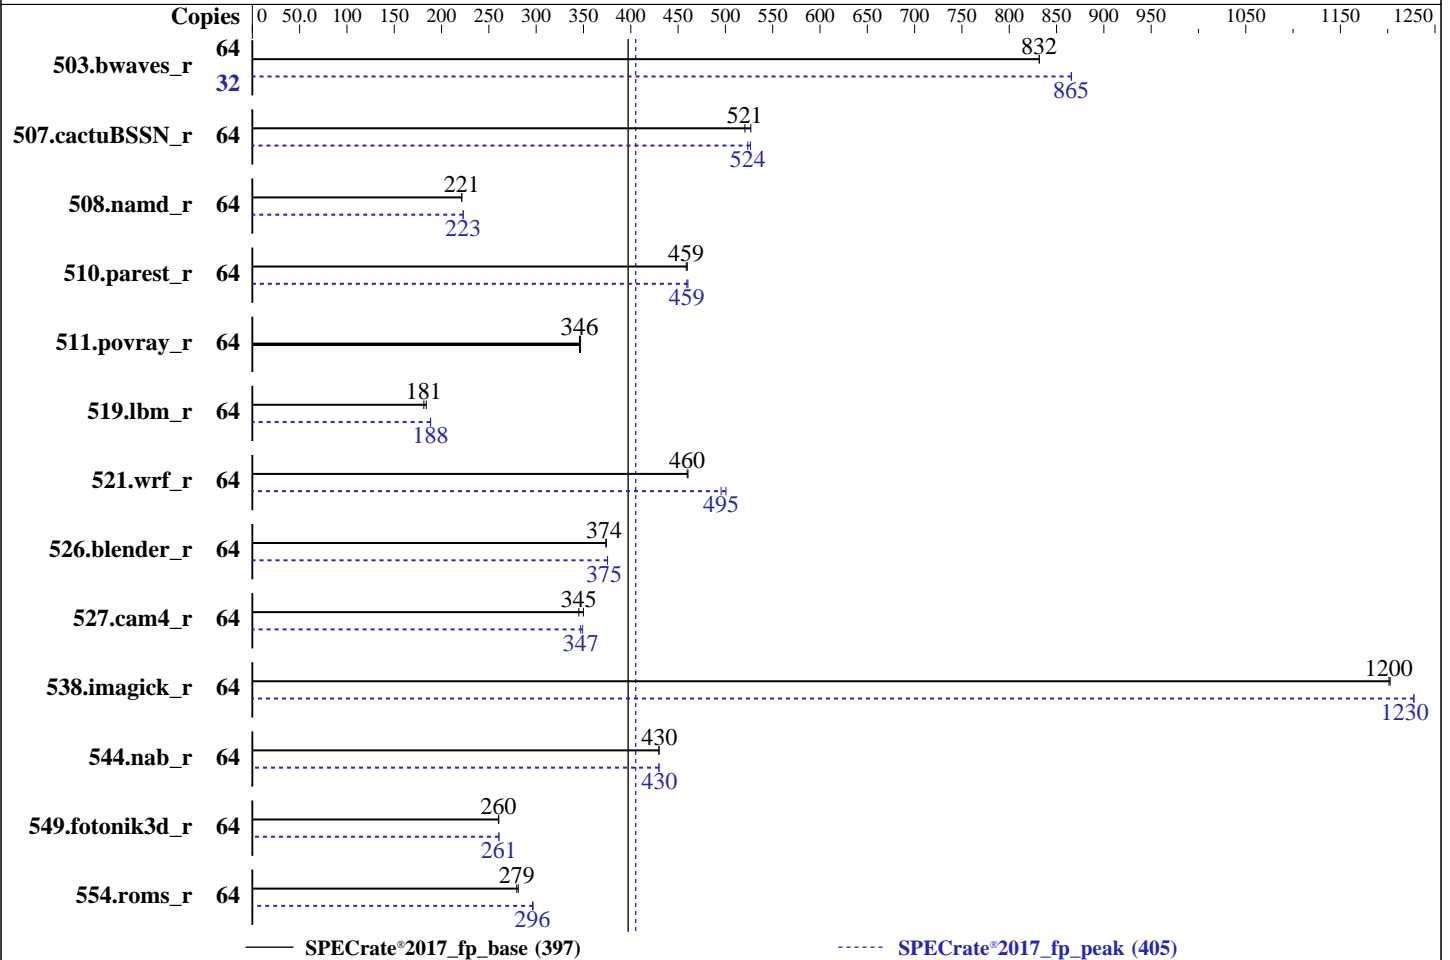 Copies 0 50.0 100 150 200 250 300 350 400 450 500 550 600 650 700 750 800 850 900 950 1050 1150 1250
503.bwaves_r 64 832
32 865
507.cactuBSSN_r 64 521
524
508.namd_r 64 221
223
510.parest_r 64 459
459
511.povray_r 64 346
519.lbm_r 64 181
188
521.wrf_r 64 460
495
526.blender_r 64 374
375
527.cam4_r 64 345
347
538.imagick_r 64 1200
1230
544.nab_r 64 430
430
549.fotonik3d_r 64 260
261
554.roms_r 64 279
296
SPECrate®2017_fp_base (397) SPECrate®2017_fp_peak (405)